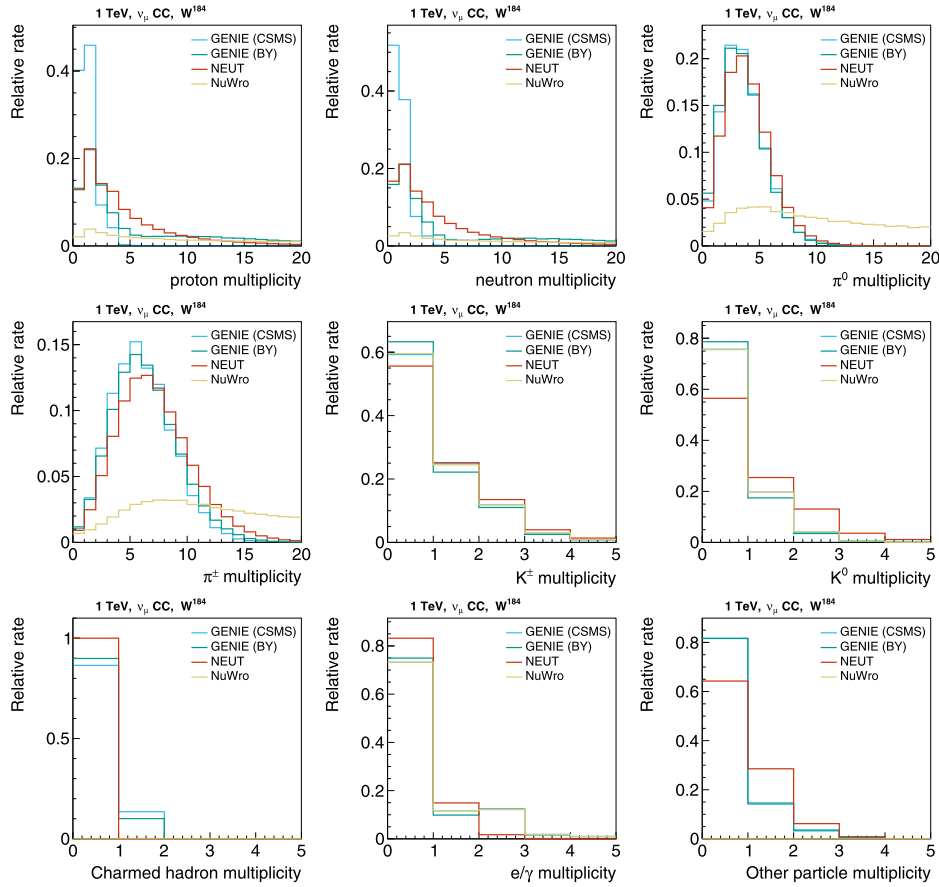 1 TeV, νμ CC, W¹⁸⁴
Relative rate
GENIE (CSMS)
GENIE (BY)
NEUT
NuWro
0.4
0.2
0
0 5 10 15 20
proton multiplicity
1 TeV, νμ CC, W¹⁸⁴
Relative rate
GENIE (CSMS)
GENIE (BY)
NEUT
NuWro
0.4
0.2
0
0 5 10 15 20
neutron multiplicity
1 TeV, νμ CC, W¹⁸⁴
Relative rate
GENIE (CSMS)
GENIE (BY)
NEUT
NuWro
0.2
0.15
0.1
0.05
0
0 5 10 15 20
π⁰ multiplicity
1 TeV, νμ CC, W¹⁸⁴
Relative rate
GENIE (CSMS)
GENIE (BY)
NEUT
NuWro
0.15
0.1
0.05
0
0 5 10 15 20
π± multiplicity
1 TeV, νμ CC, W¹⁸⁴
Relative rate
GENIE (CSMS)
GENIE (BY)
NEUT
NuWro
0.6
0.4
0.2
0
0 1 2 3 4 5
K± multiplicity
1 TeV, νμ CC, W¹⁸⁴
Relative rate
GENIE (CSMS)
GENIE (BY)
NEUT
NuWro
0.8
0.6
0.4
0.2
0
0 1 2 3 4 5
K⁰ multiplicity
1 TeV, νμ CC, W¹⁸⁴
Relative rate
GENIE (CSMS)
GENIE (BY)
NEUT
NuWro
1
0.5
0
0 1 2 3 4 5
Charmed hadron multiplicity
1 TeV, νμ CC, W¹⁸⁴
Relative rate
GENIE (CSMS)
GENIE (BY)
NEUT
NuWro
0.8
0.6
0.4
0.2
0
0 1 2 3 4 5
e/γ multiplicity
1 TeV, νμ CC, W¹⁸⁴
Relative rate
GENIE (CSMS)
GENIE (BY)
NEUT
NuWro
0.8
0.6
0.4
0.2
0
0 1 2 3 4 5
Other particle multiplicity